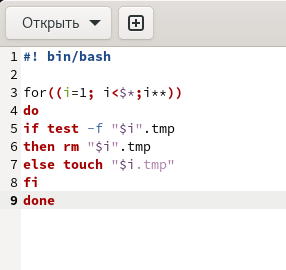 Открыть
1 #! bin/bash
2
3 for((i=1; i<$*;i**))
4 do
5 if test -f "$i".tmp
6 then rm "$i".tmp
7 else touch "$i.tmp"
8 fi
9 done